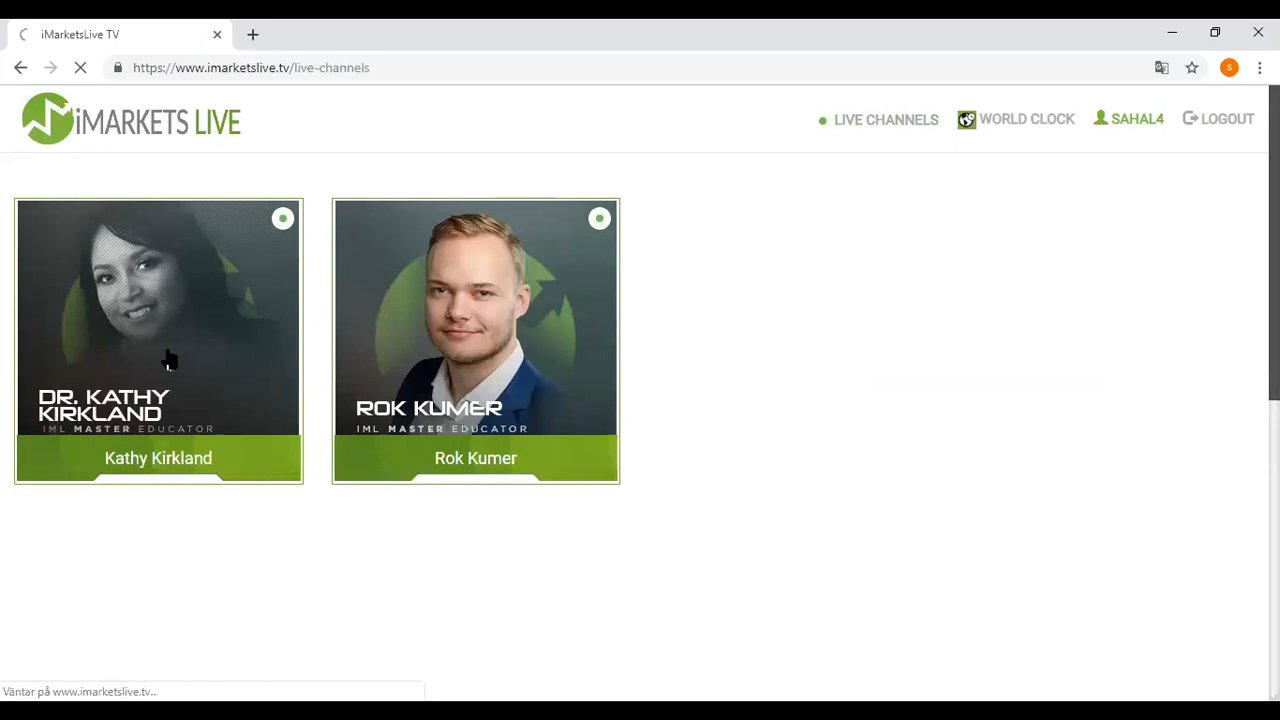 iMarketsLive TV
https://www.imarketslive.tv/live-channels
S
iMARKETS LIVE
LIVE CHANNELS
WORLD CLOCK
SAHAL4
LOGOUT
DR. KATHY
KIRKLAND
IML MASTER EDUCATOR
Kathy Kirkland
ROK KUMER
IML MASTER EDUCATOR
Rok Kumer
Väntar på www.imarketslive.tv...